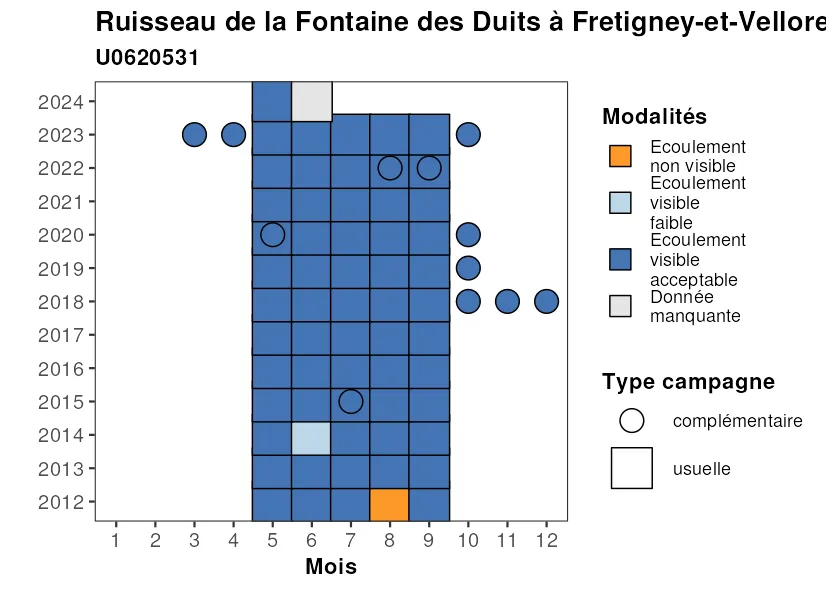 Ruisseau de la Fontaine des Duits à Fretigney-et-Vellore
U0620531
2024
2023
2022
2021
2020
2019
2018
2017
2016
2015
2014
2013
2012
1 2 3 4 5 6 7 8 9 10 11 12
Mois
Modalités
Ecoulement
non visible
Ecoulement
visible
faible
Ecoulement
visible
acceptable
Donnée
manquante
Type campagne
complémentaire
usuelle